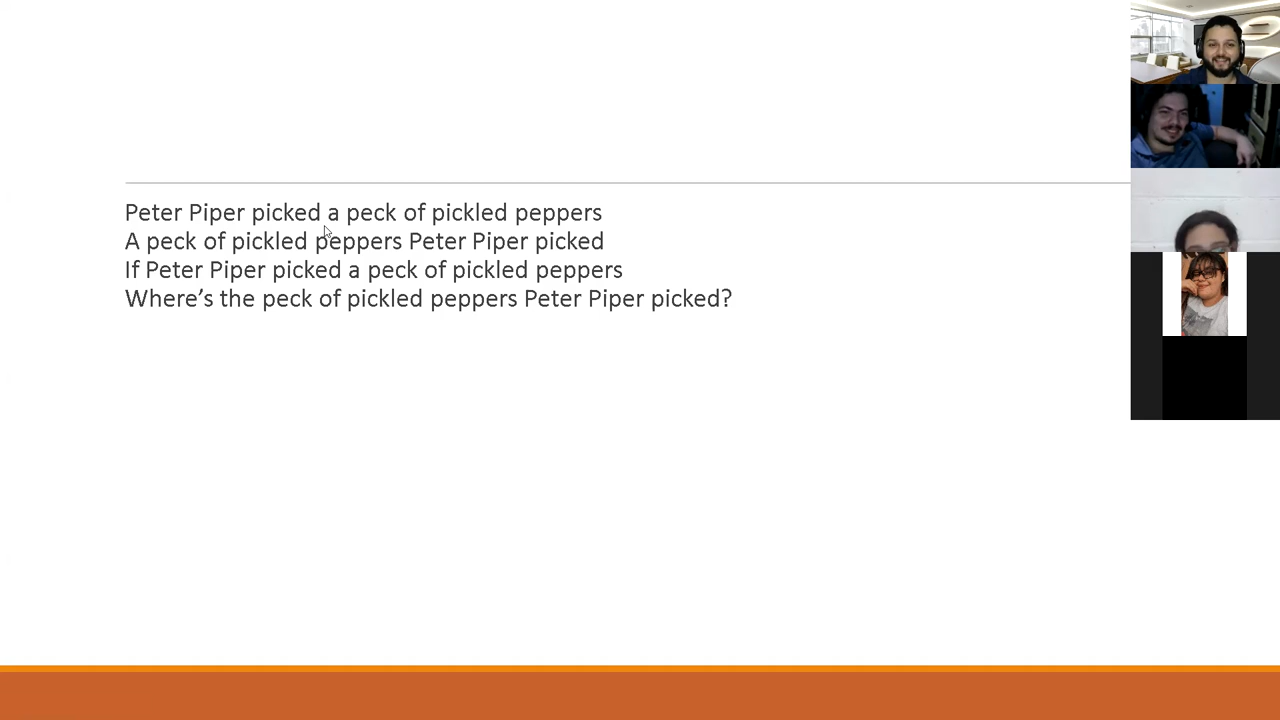 Peter Piper picked a peck of pickled peppers
A peck of pickled peppers Peter Piper picked
If Peter Piper picked a peck of pickled peppers
Where’s the peck of pickled peppers Peter Piper picked?